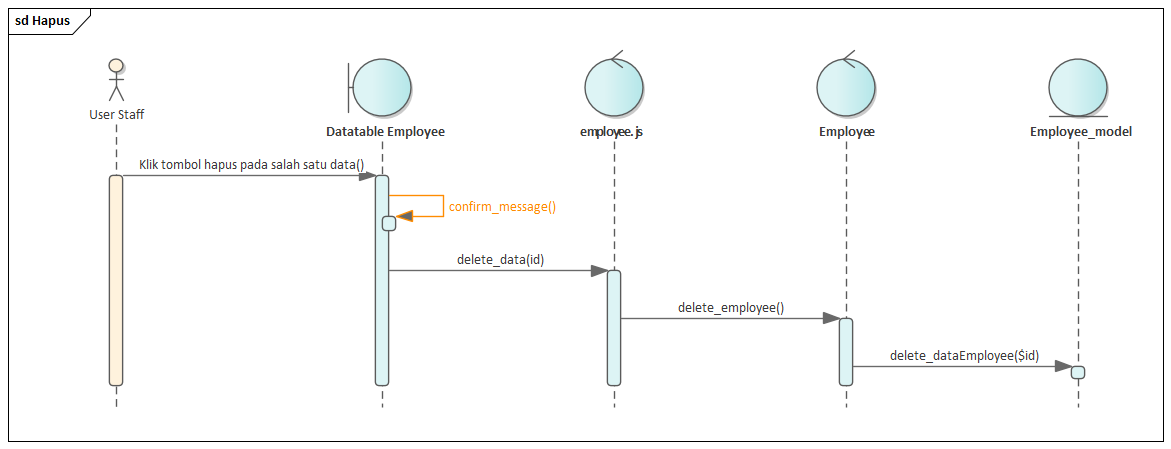 sd Hapus
User Staff
Datatable Employee
employee.js
Employee
Employee_model
Klik tombol hapus pada salah satu data()
confirm_message()
delete_data(id)
delete_employee()
delete_dataEmployee($id)